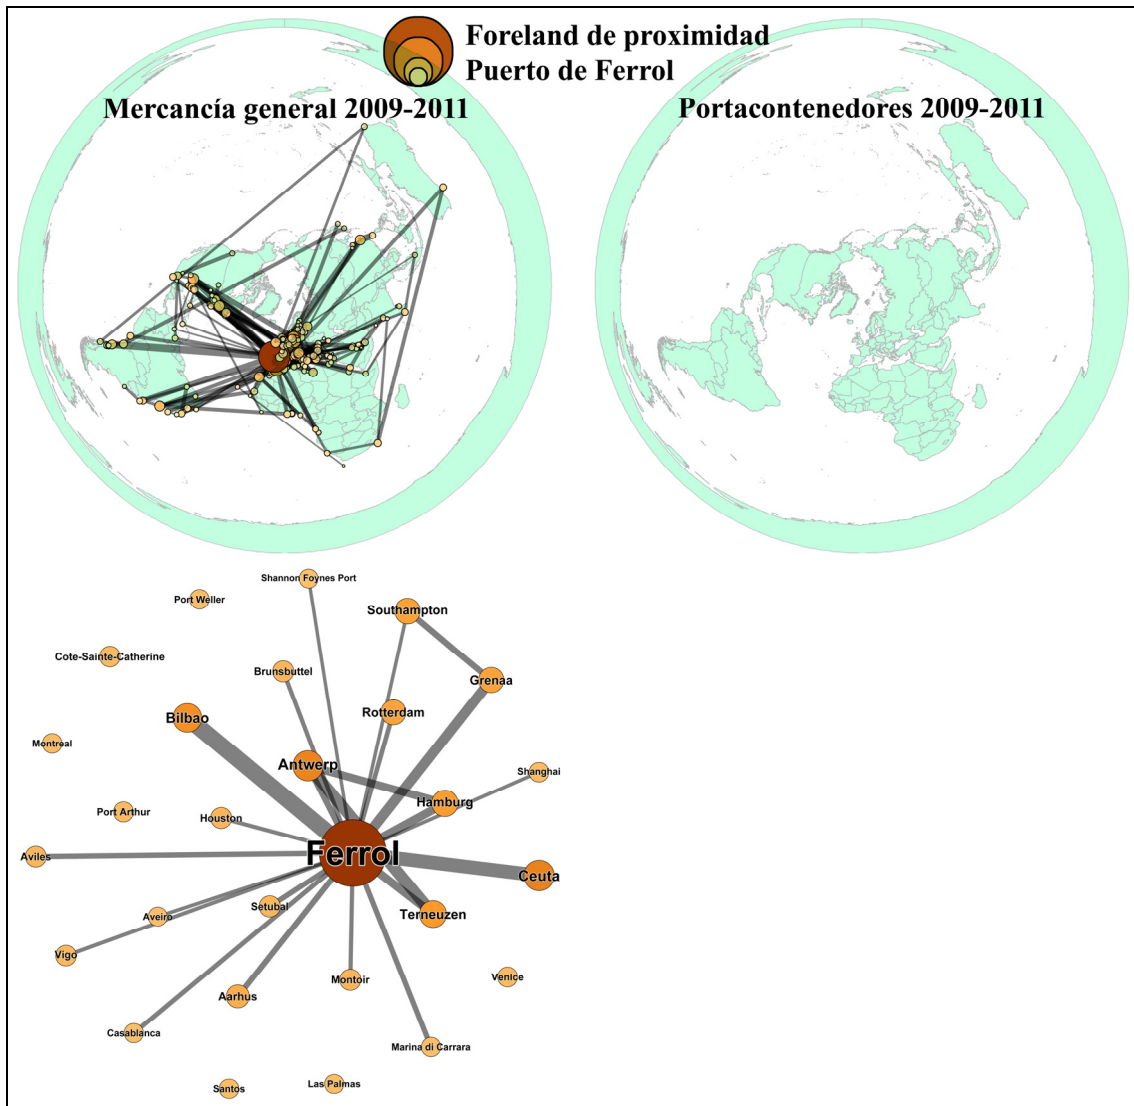 Foreland de proximidad
Puerto de Ferrol
Mercancía general 2009-2011
Portacontenedores 2009-2011
Shannon Foynes Port
Port Weller
Southampton
Cote-Sainte-Catherine
Brunsbuttel
Grenaa
Bilbao
Rotterdam
Montreal
Antwerp
Shanghai
Hamburg
Port Arthur
Houston
Ferrol
Aviles
Ceuta
Setubal
Aveiro
Terneuzen
Vigo
Montoir
Venice
Aarhus
Casablanca
Marina di Carrara
Las Palmas
Santos